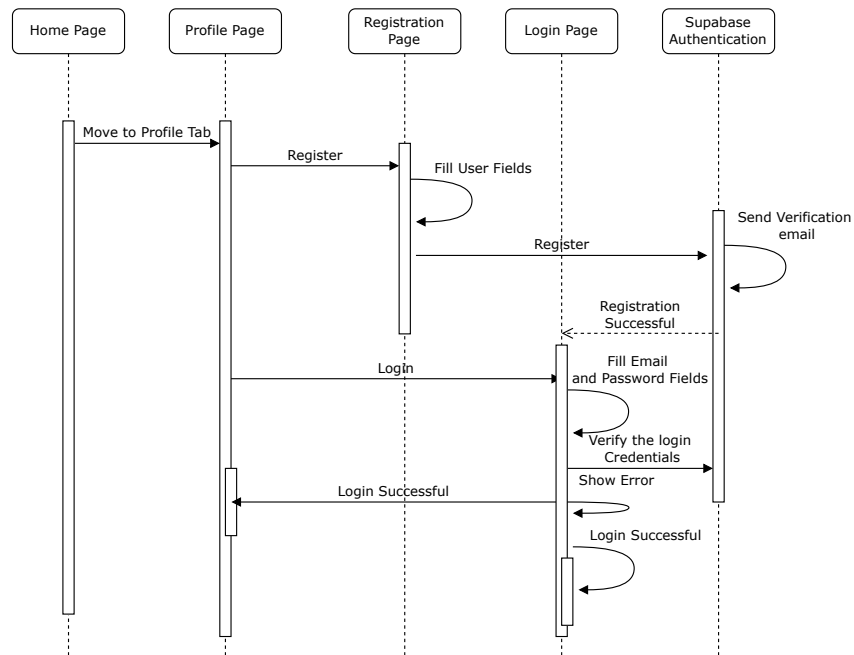 Home Page
Profile Page
Registration
Page
Login Page
Supabase
Authentication
Move to Profile Tab
Register
Fill User Fields
Send Verification
email
Register
Registration
Successful
Login
Fill Email
and Password Fields
Verify the login
Credentials
Show Error
Login Successful
Login Successful